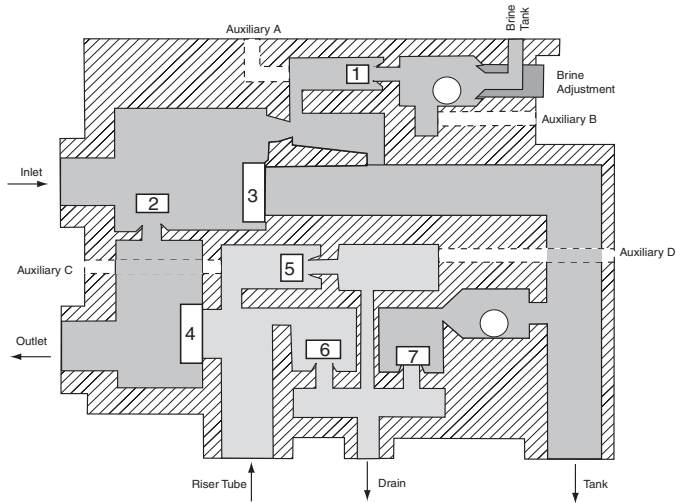 Auxiliary A
Brine
Tank
1
Brine
Adjustment
Auxiliary B
Inlet
3
2
Auxiliary D
Auxiliary C
5
4
Outlet
6
7
Riser Tube
Drain
Tank